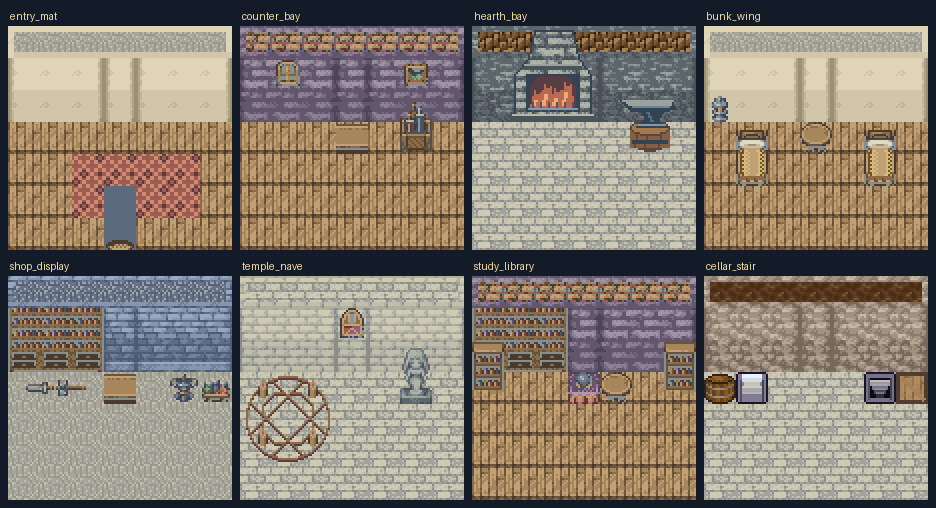 entry_mat
counter_bay
hearth_bay
bunk_wing
shop_display
temple_nave
study_library
cellar_stair